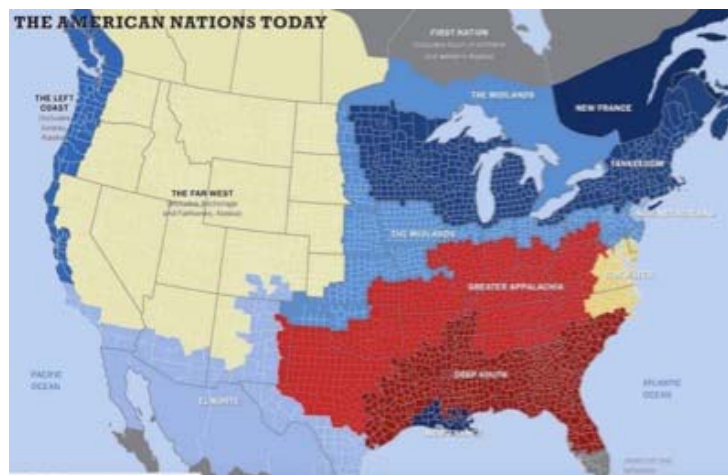 THE AMERICAN NATIONS TODAY
FIRST NATION
THE LEFT
COAST
THE MIDLANDS
NEW FRANCE
YANKEEDOM
THE FAR WEST
THE MIDLANDS
GREATER APPALACHIA
DEEP SOUTH
EL NORTE
PACIFIC
OCEAN
ATLANTIC
OCEAN